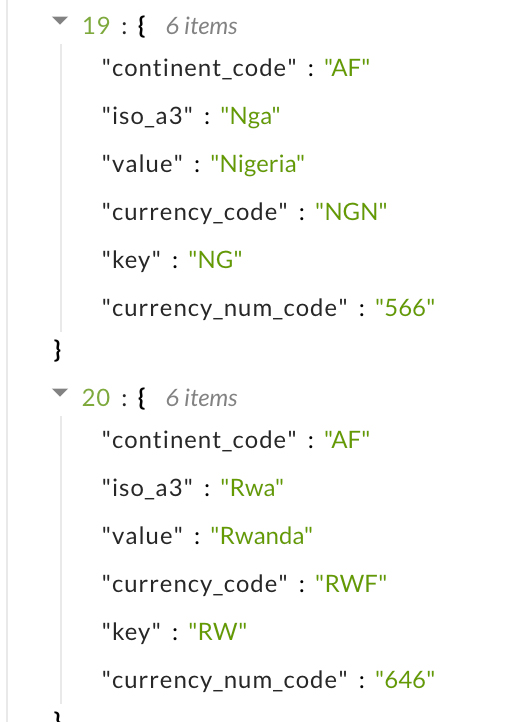 19 : { 6 items
"continent_code" : "AF"
"iso_a3" : "Nga"
"value" : "Nigeria"
"currency_code" : "NGN"
"key" : "NG"
"currency_num_code" : "566"
}
20 : { 6 items
"continent_code" : "AF"
"iso_a3" : "Rwa"
"value" : "Rwanda"
"currency_code" : "RWF"
"key" : "RW"
"currency_num_code" : "646"
}